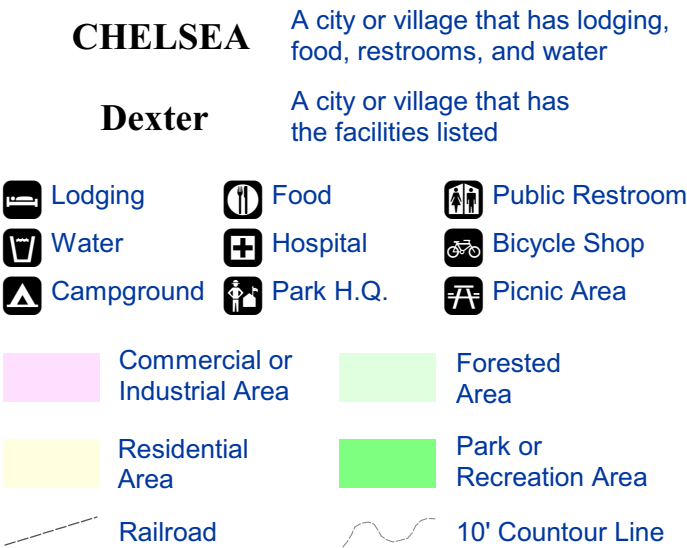 CHELSEA
A city or village that has lodging,
food, restrooms, and water
Dexter
A city or village that has
the facilities listed
Lodging
Food
Public Restroom
Water
Hospital
Bicycle Shop
Campground
Park H.Q.
Picnic Area
Commercial or
Industrial Area
Forested
Area
Residential
Area
Park or
Recreation Area
Railroad
10' Countour Line